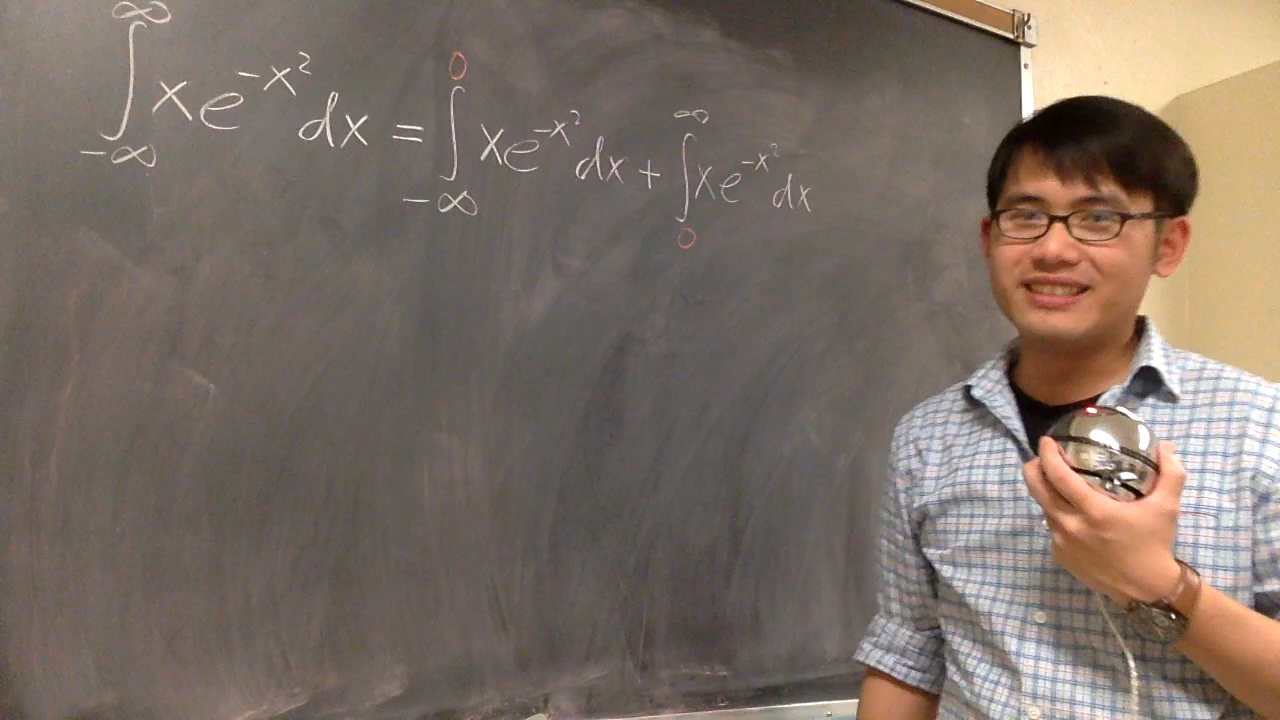 ∫_{-∞}^{∞} xe^{-x²} dx = ∫_{-∞}^{0} xe^{-x²} dx + ∫_{0}^{∞} xe^{-x²} dx